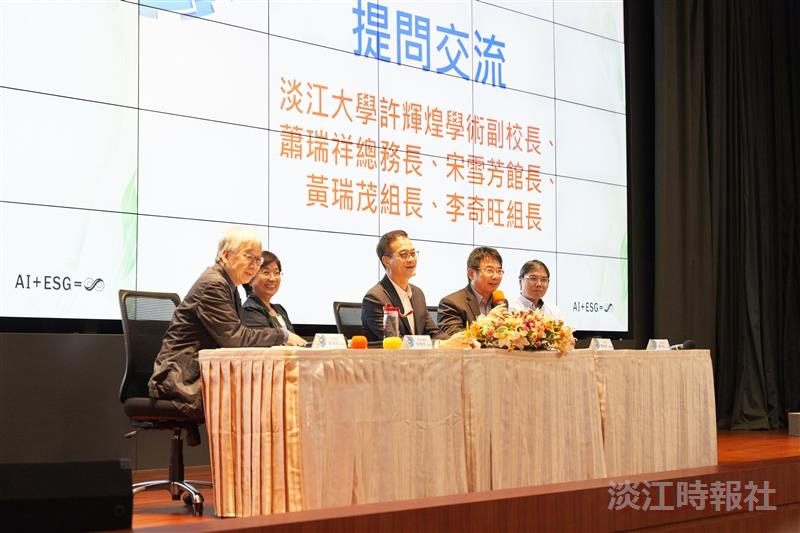 提問交流
淡江大學許輝煌學術副校長、
蕭瑞祥總務長、宋雪芳館長、
黃瑞茂組長、李奇旺組長
AI+ESG=
AI+ESG=
淡江時報社